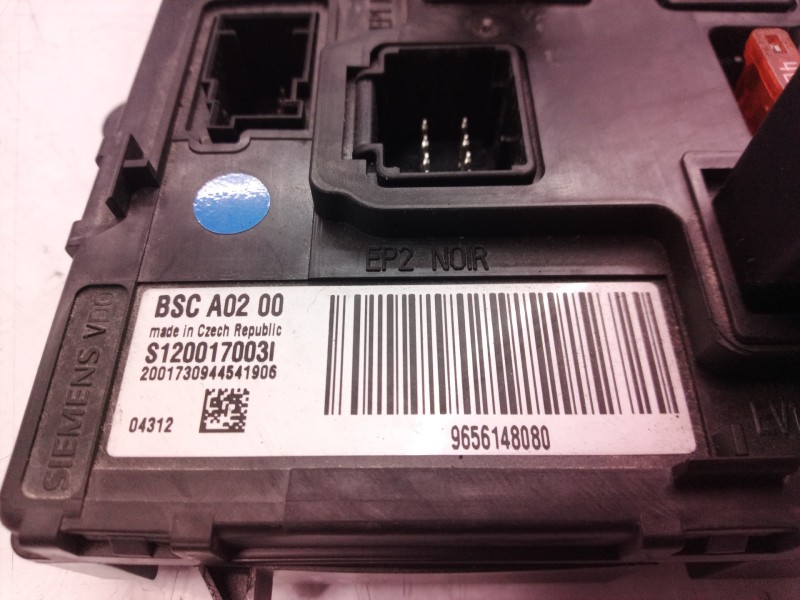 EP2 NOIR
SIEMENS VDO
BSC A02 00
made in Czech Republic
S120017003I
2001730944541906
04312
9656148080